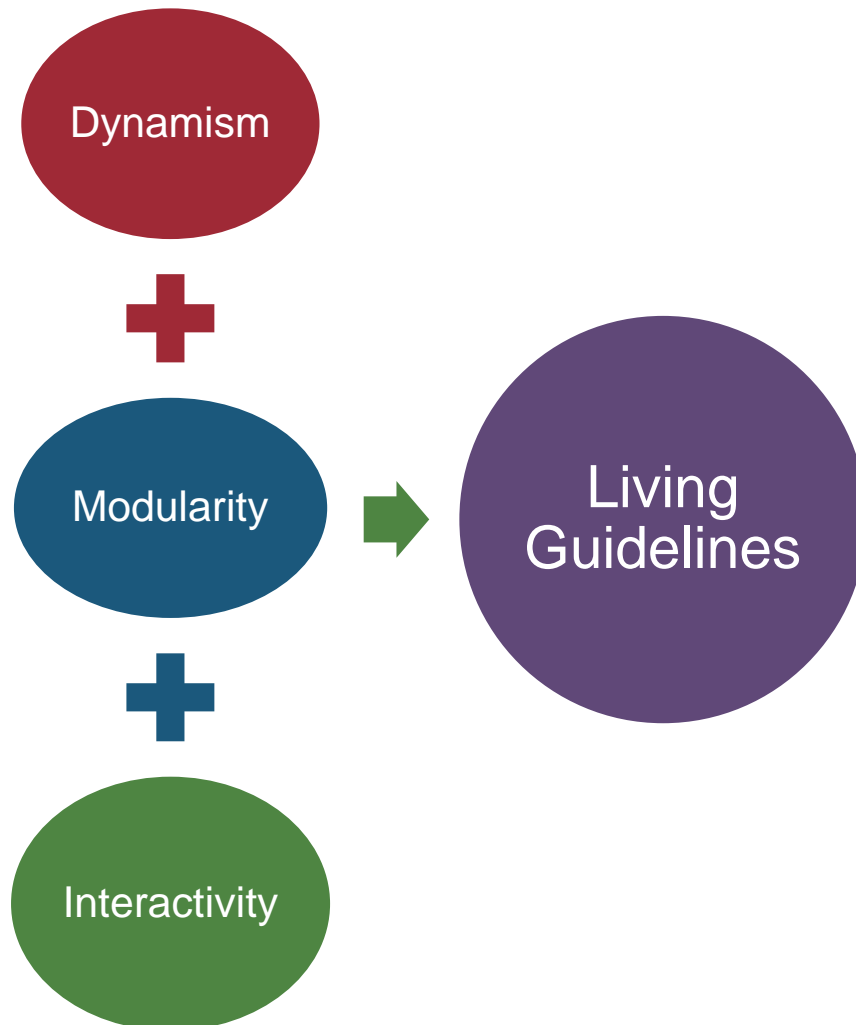 Dynamism
Modularity
Living
Guidelines
Interactivity